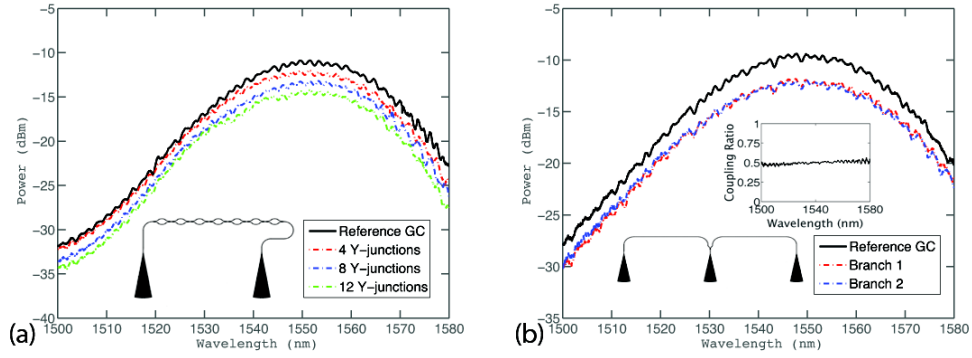 −5
−10
−15
−20
−25
−30
−35
−40
Power (dBm)
1500 1510 1520 1530 1540 1550 1560 1570 1580
Wavelength (nm)
Reference GC
4 Y−junctions
8 Y−junctions
12 Y−junctions
(a)
−5
−10
−15
−20
−25
−30
−35
Power (dBm)
1500 1510 1520 1530 1540 1550 1560 1570 1580
Wavelength (nm)
1
0.75
0.5
0.25
0
Coupling Ratio
1500 1540 1580
Wavelength (nm)
Reference GC
Branch 1
Branch 2
(b)